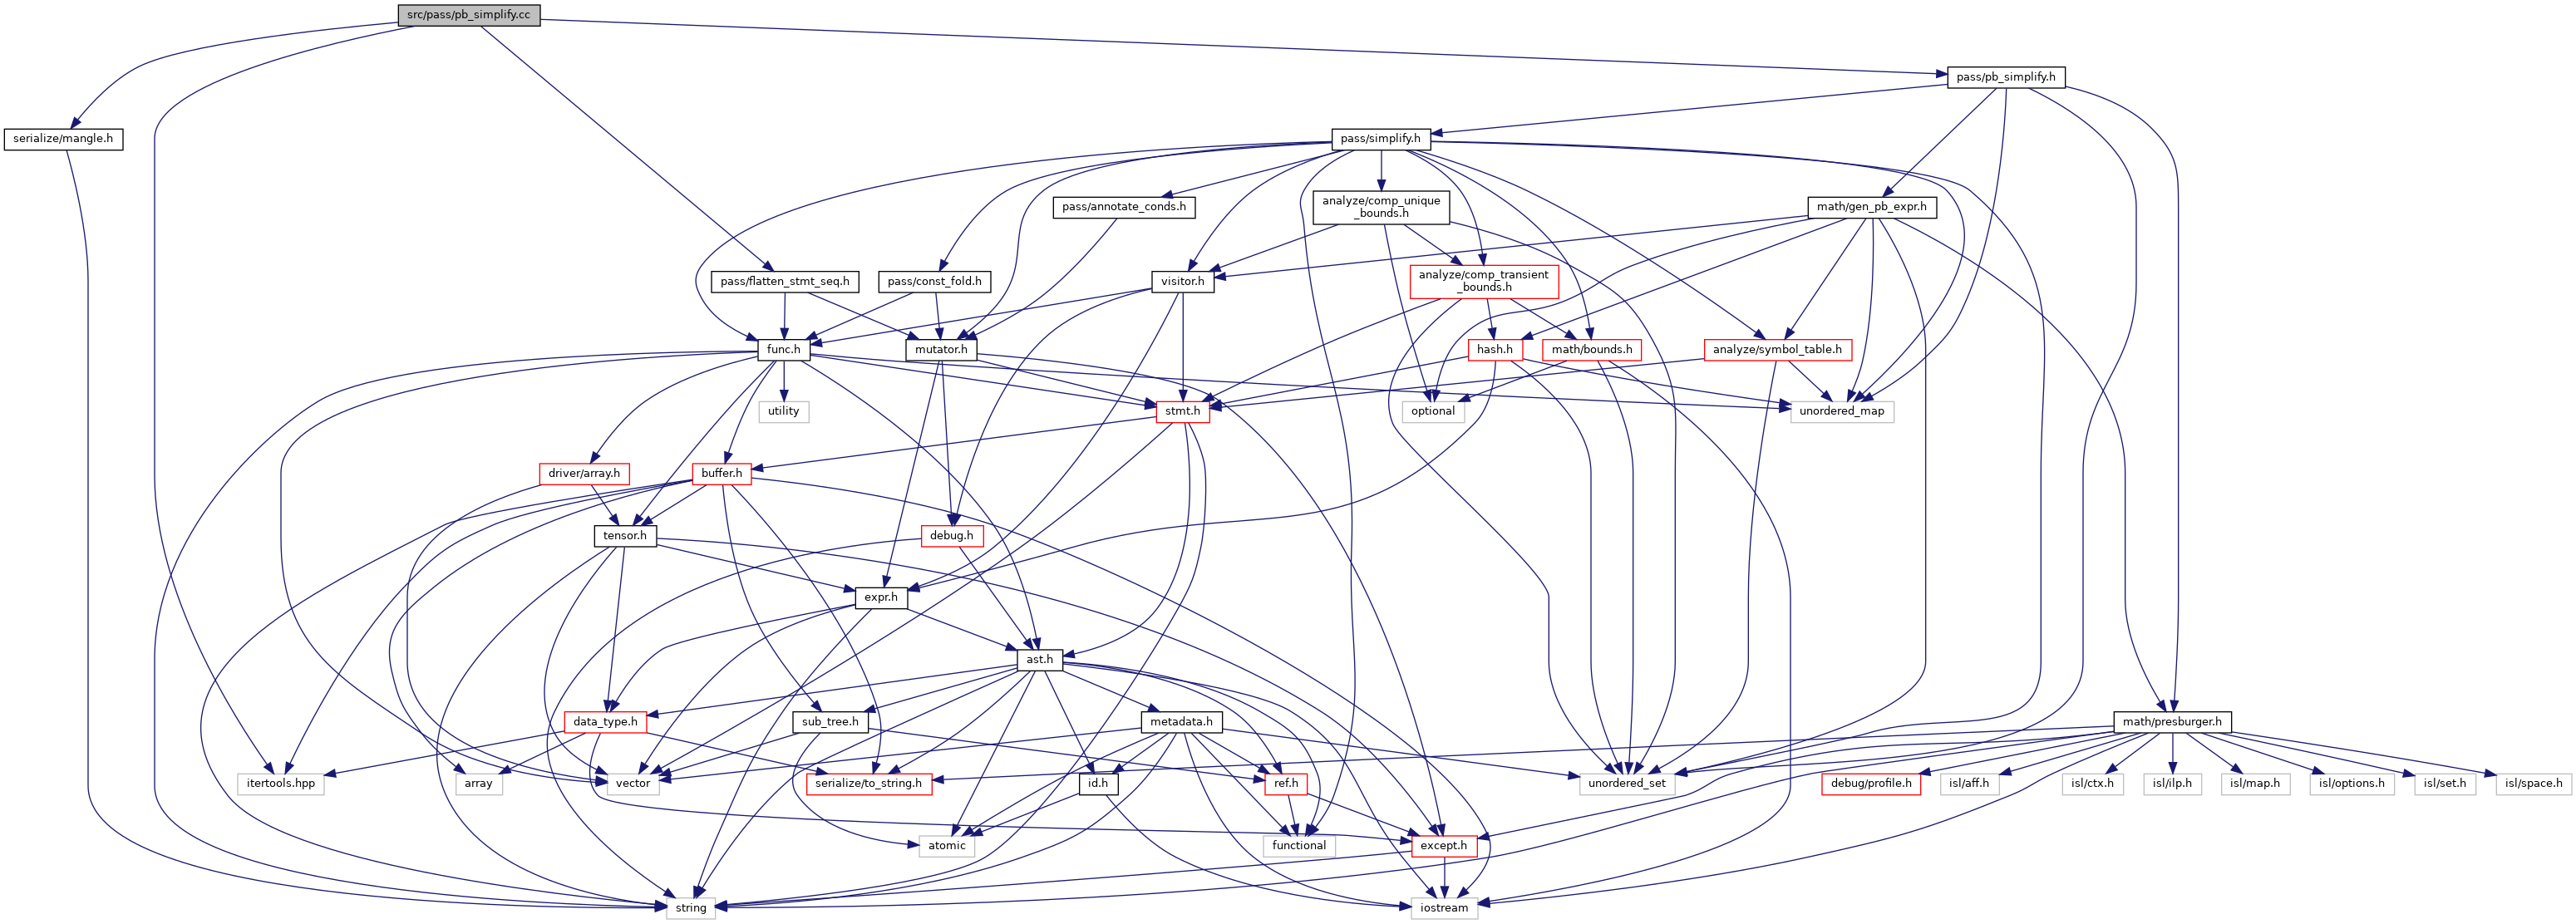 src/pass/pb_simplify.cc
pass/pb_simplify.h
serialize/mangle.h
pass/simplify.h
pass/annotate_conds.h
analyze/comp_unique
_bounds.h
math/gen_pb_expr.h
pass/flatten_stmt_seq.h
pass/const_fold.h
visitor.h
analyze/comp_transient
_bounds.h
func.h
mutator.h
hash.h
math/bounds.h
analyze/symbol_table.h
utility
stmt.h
optional
unordered_map
driver/array.h
buffer.h
tensor.h
debug.h
expr.h
ast.h
data_type.h
sub_tree.h
metadata.h
math/presburger.h
itertools.hpp
array
vector
serialize/to_string.h
id.h
ref.h
unordered_set
debug/profile.h
isl/aff.h
isl/ctx.h
isl/ilp.h
isl/map.h
isl/options.h
isl/set.h
isl/space.h
atomic
functional
except.h
string
iostream